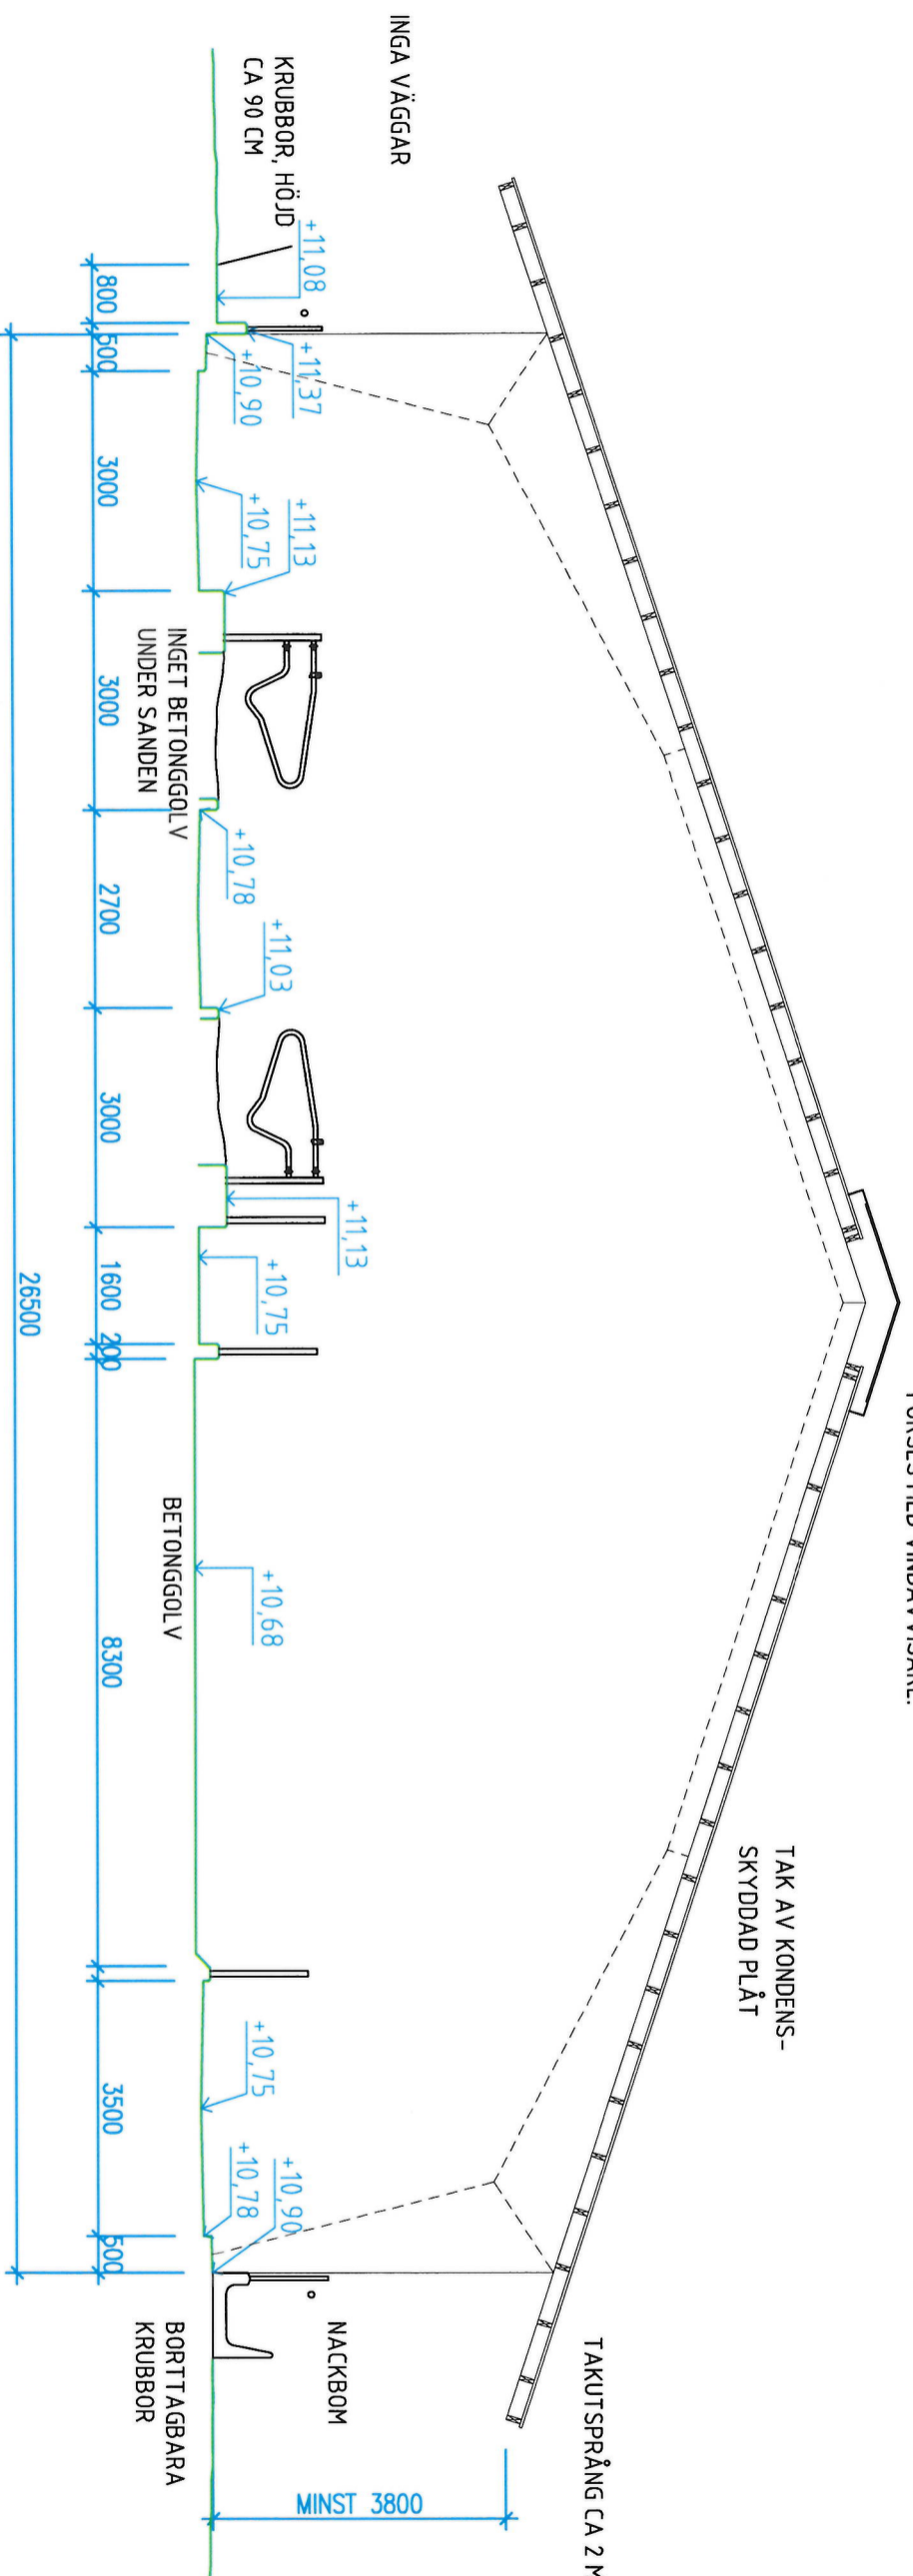 FÖRSES MED VINDAVVISARE.
TAK AV KONDENS-
SKYDDAD PLÅT
TAKUTSPRÅNG CA 2 M
INGA VÄGGAR
KRUBBOR, HÖJD
CA 90 CM
+11,08
+11,37
+10,90
+11,13
+10,75
+10,78
+11,03
+11,13
+10,75
+10,68
+10,75
+10,78
+10,90
NACKBOM
MINST 3800
INGET BETONGGOLV
UNDER SANDEN
BETONGGOLV
BORTTAGBARA
KRUBBOR
800
500
3000
3000
2700
3000
1600
200
8300
3500
500
26500